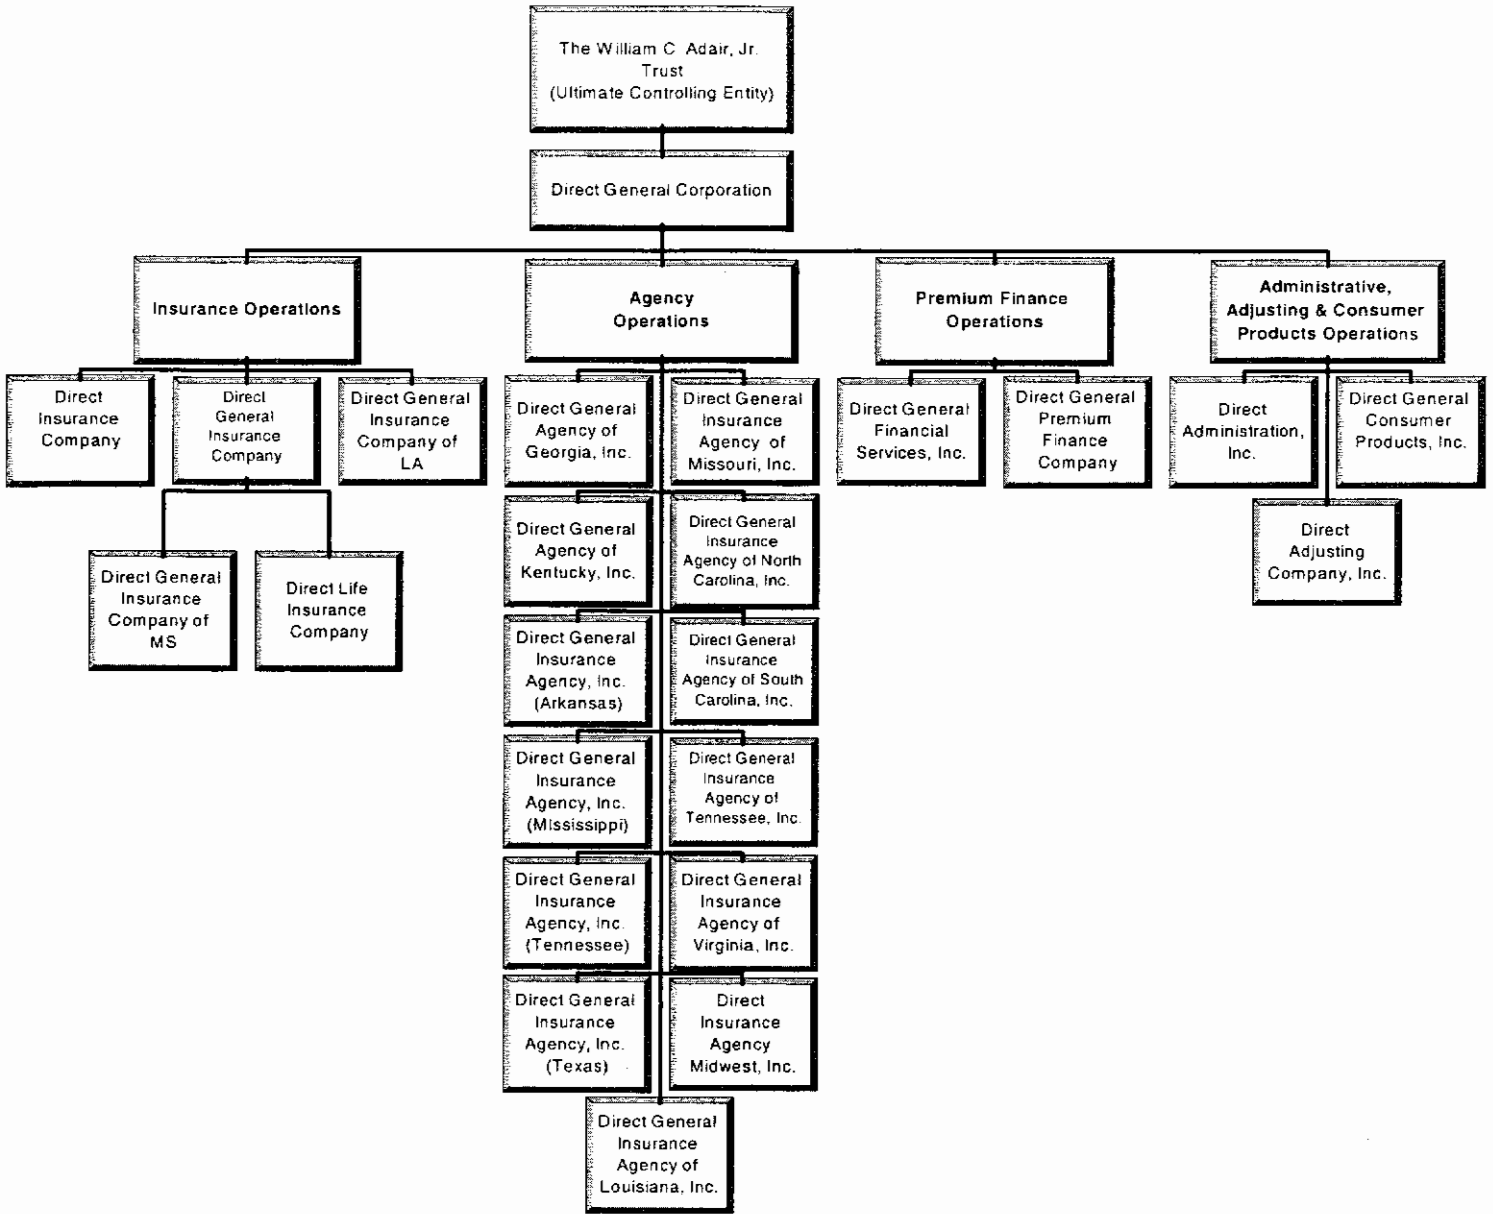 The William C. Adair, Jr.
Trust
(Ultimate Controlling Entity)
Direct General Corporation
Insurance Operations
Agency
Operations
Premium Finance
Operations
Administrative,
Adjusting & Consumer
Products Operations
Direct
Insurance
Company
Direct
General
Insurance
Company
Direct General
Insurance
Company of
LA
Direct General
Agency of
Georgia, Inc.
Direct General
Insurance
Agency of
Missouri, Inc.
Direct General
Financial
Services, Inc.
Direct General
Premium
Finance
Company
Direct
Administration,
Inc.
Direct General
Consumer
Products, Inc.
Direct General
Agency of
Kentucky, Inc.
Direct General
Insurance
Agency of North
Carolina, Inc.
Direct
Adjusting
Company, Inc.
Direct General
Insurance
Company of
MS
Direct Life
Insurance
Company
Direct General
Insurance
Agency, Inc.
(Arkansas)
Direct General
Insurance
Agency of South
Carolina, Inc.
Direct General
Insurance
Agency, Inc.
(Mississippi)
Direct General
Insurance
Agency of
Tennessee, Inc.
Direct General
Insurance
Agency, Inc.
(Tennessee)
Direct General
Insurance
Agency of
Virginia, Inc.
Direct General
Insurance
Agency, Inc.
(Texas)
Direct
Insurance
Agency
Midwest, Inc.
Direct General
Insurance
Agency of
Louisiana, Inc.